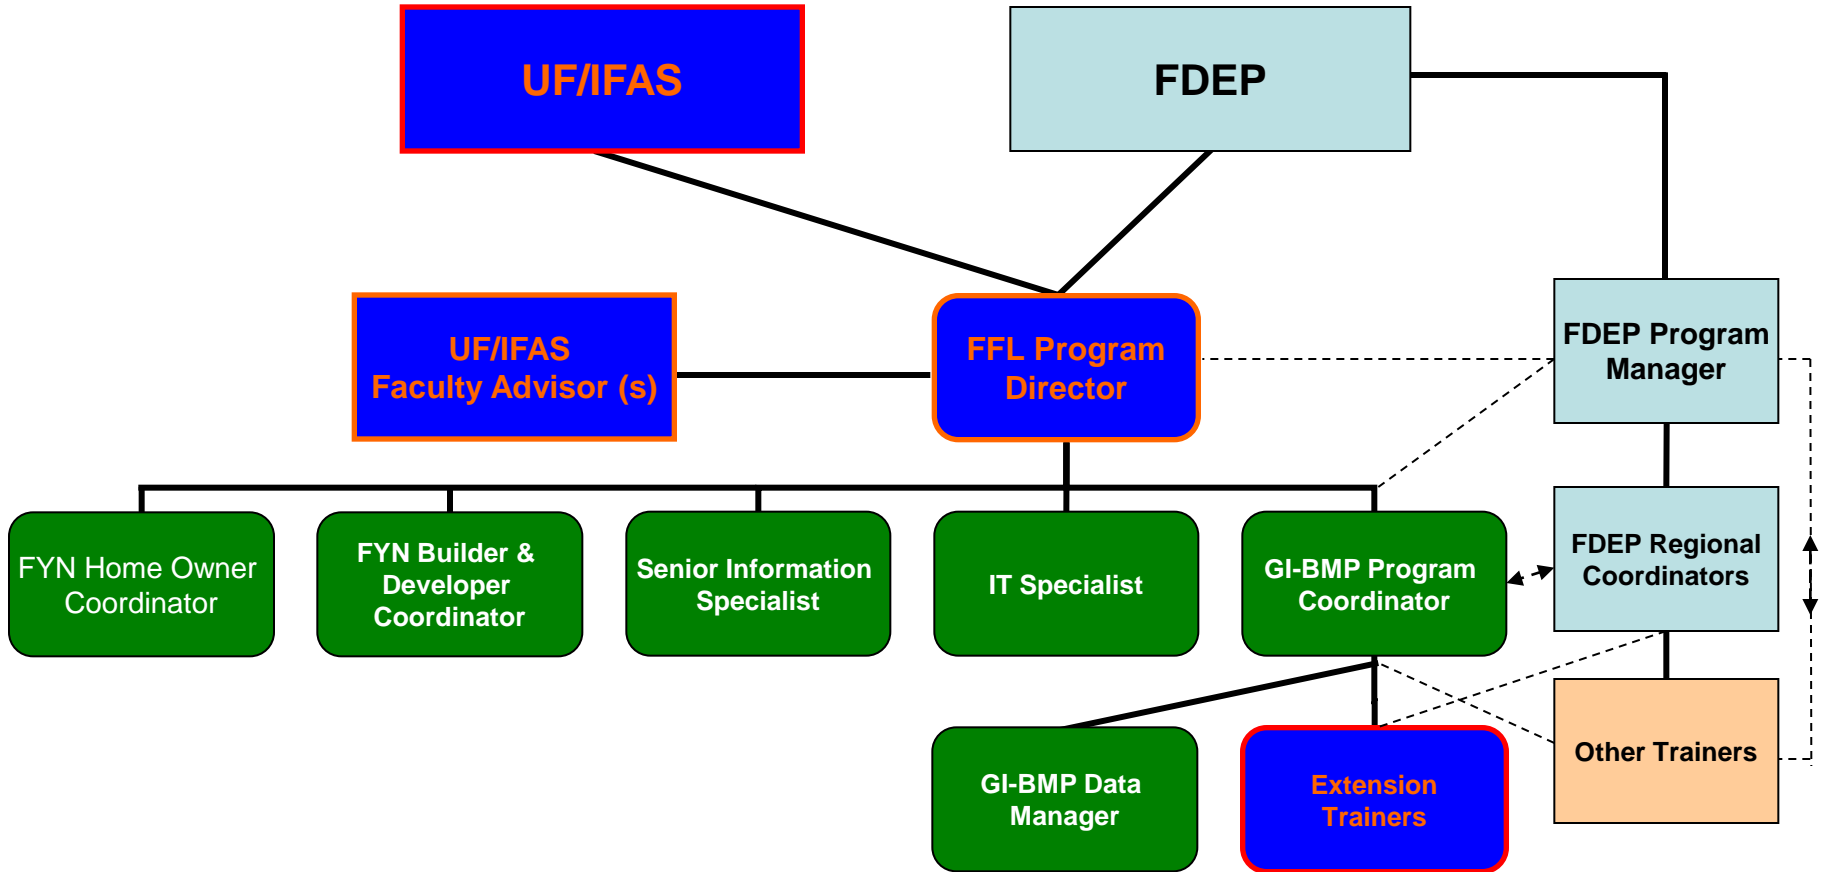 UF/IFAS
FDEP
UF/IFAS
Faculty Advisor (s)
FFL Program
Director
FDEP Program
Manager
FYN Home Owner
Coordinator
FYN Builder &
Developer
Coordinator
Senior Information
Specialist
IT Specialist
GI-BMP Program
Coordinator
FDEP Regional
Coordinators
GI-BMP Data
Manager
Extension
Trainers
Other Trainers